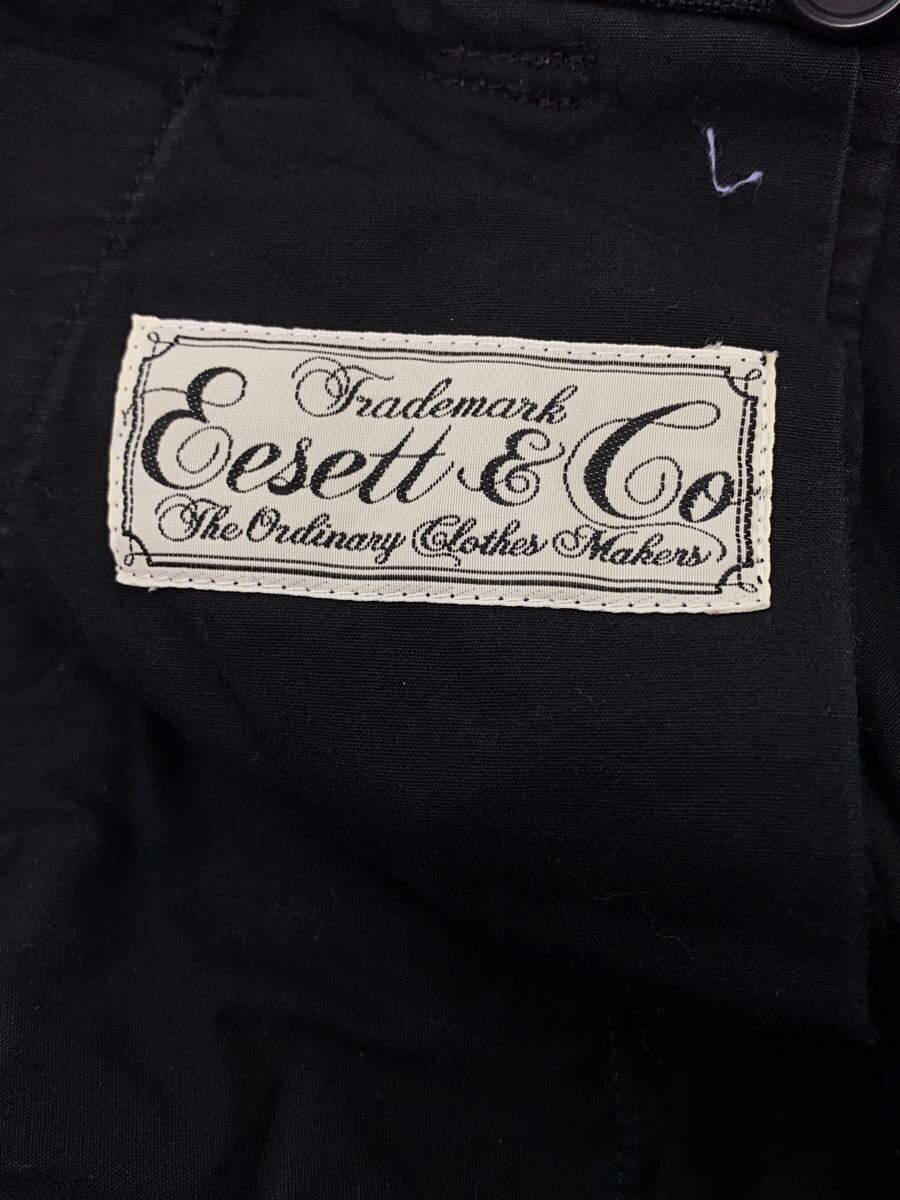 Trademark
Eesett & Co
The Ordinary Clothes Makers